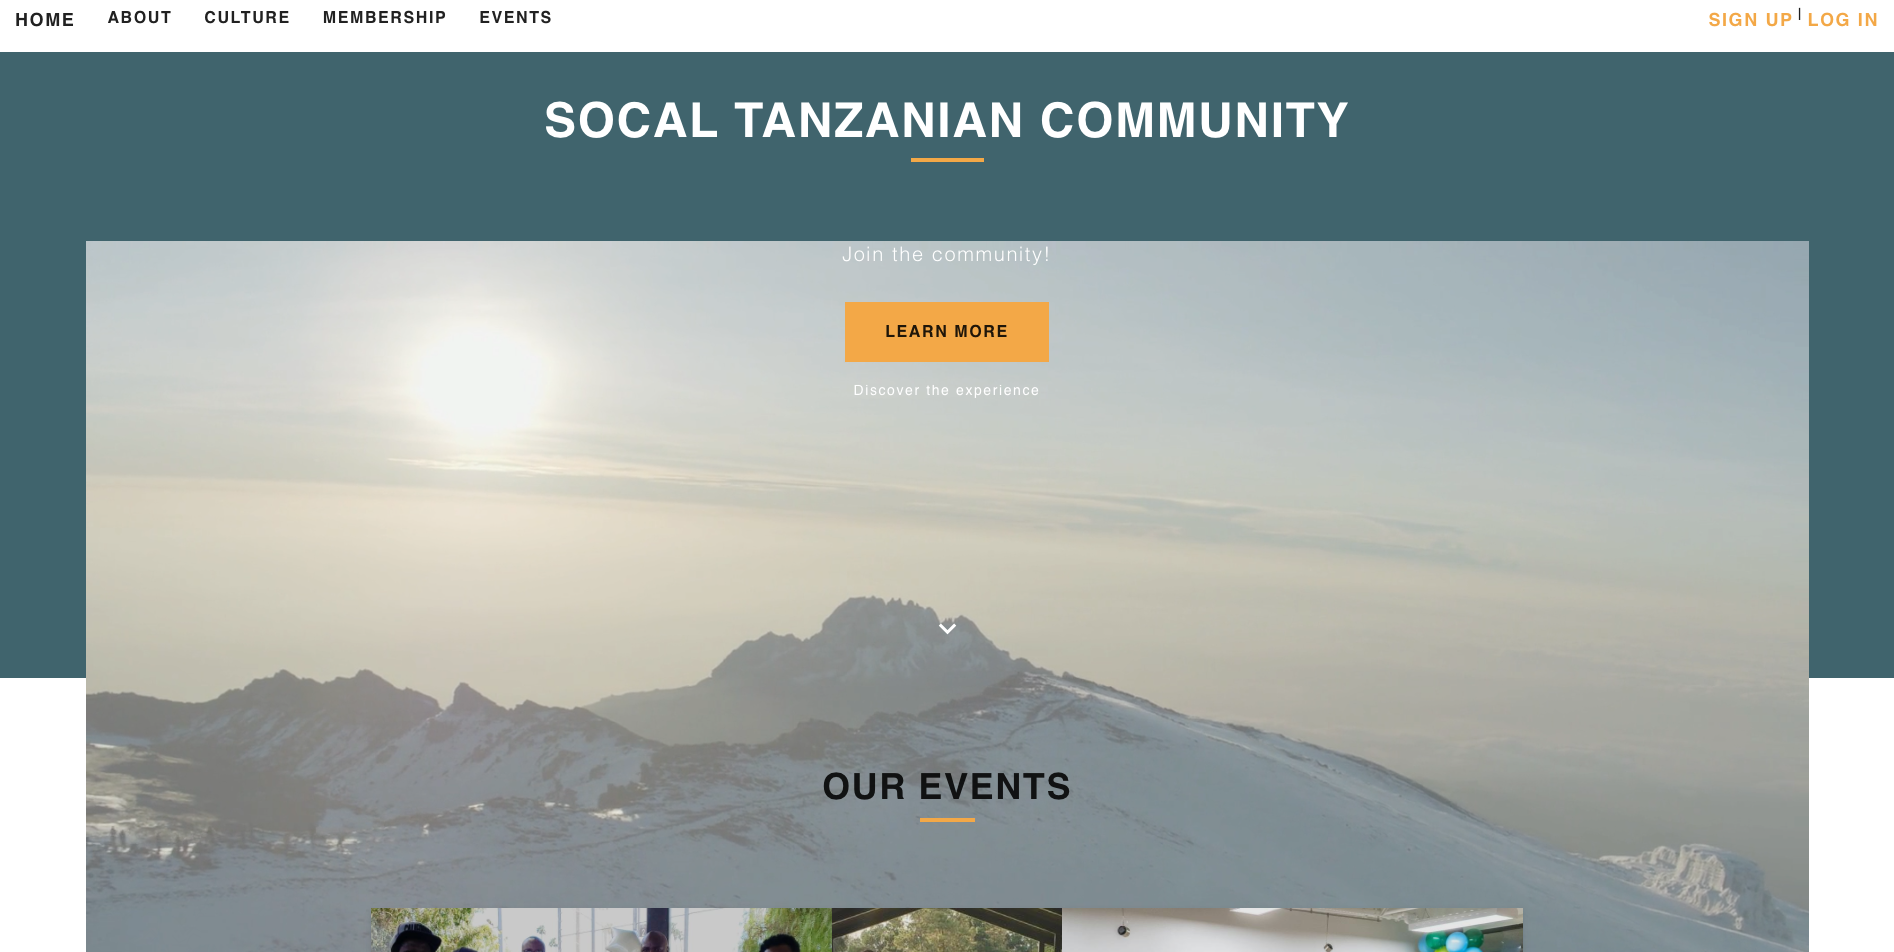 HOME ABOUT CULTURE MEMBERSHIP EVENTS SIGN UP | LOG IN
SOCAL TANZANIAN COMMUNITY
Join the community!
LEARN MORE
Discover the experience
OUR EVENTS